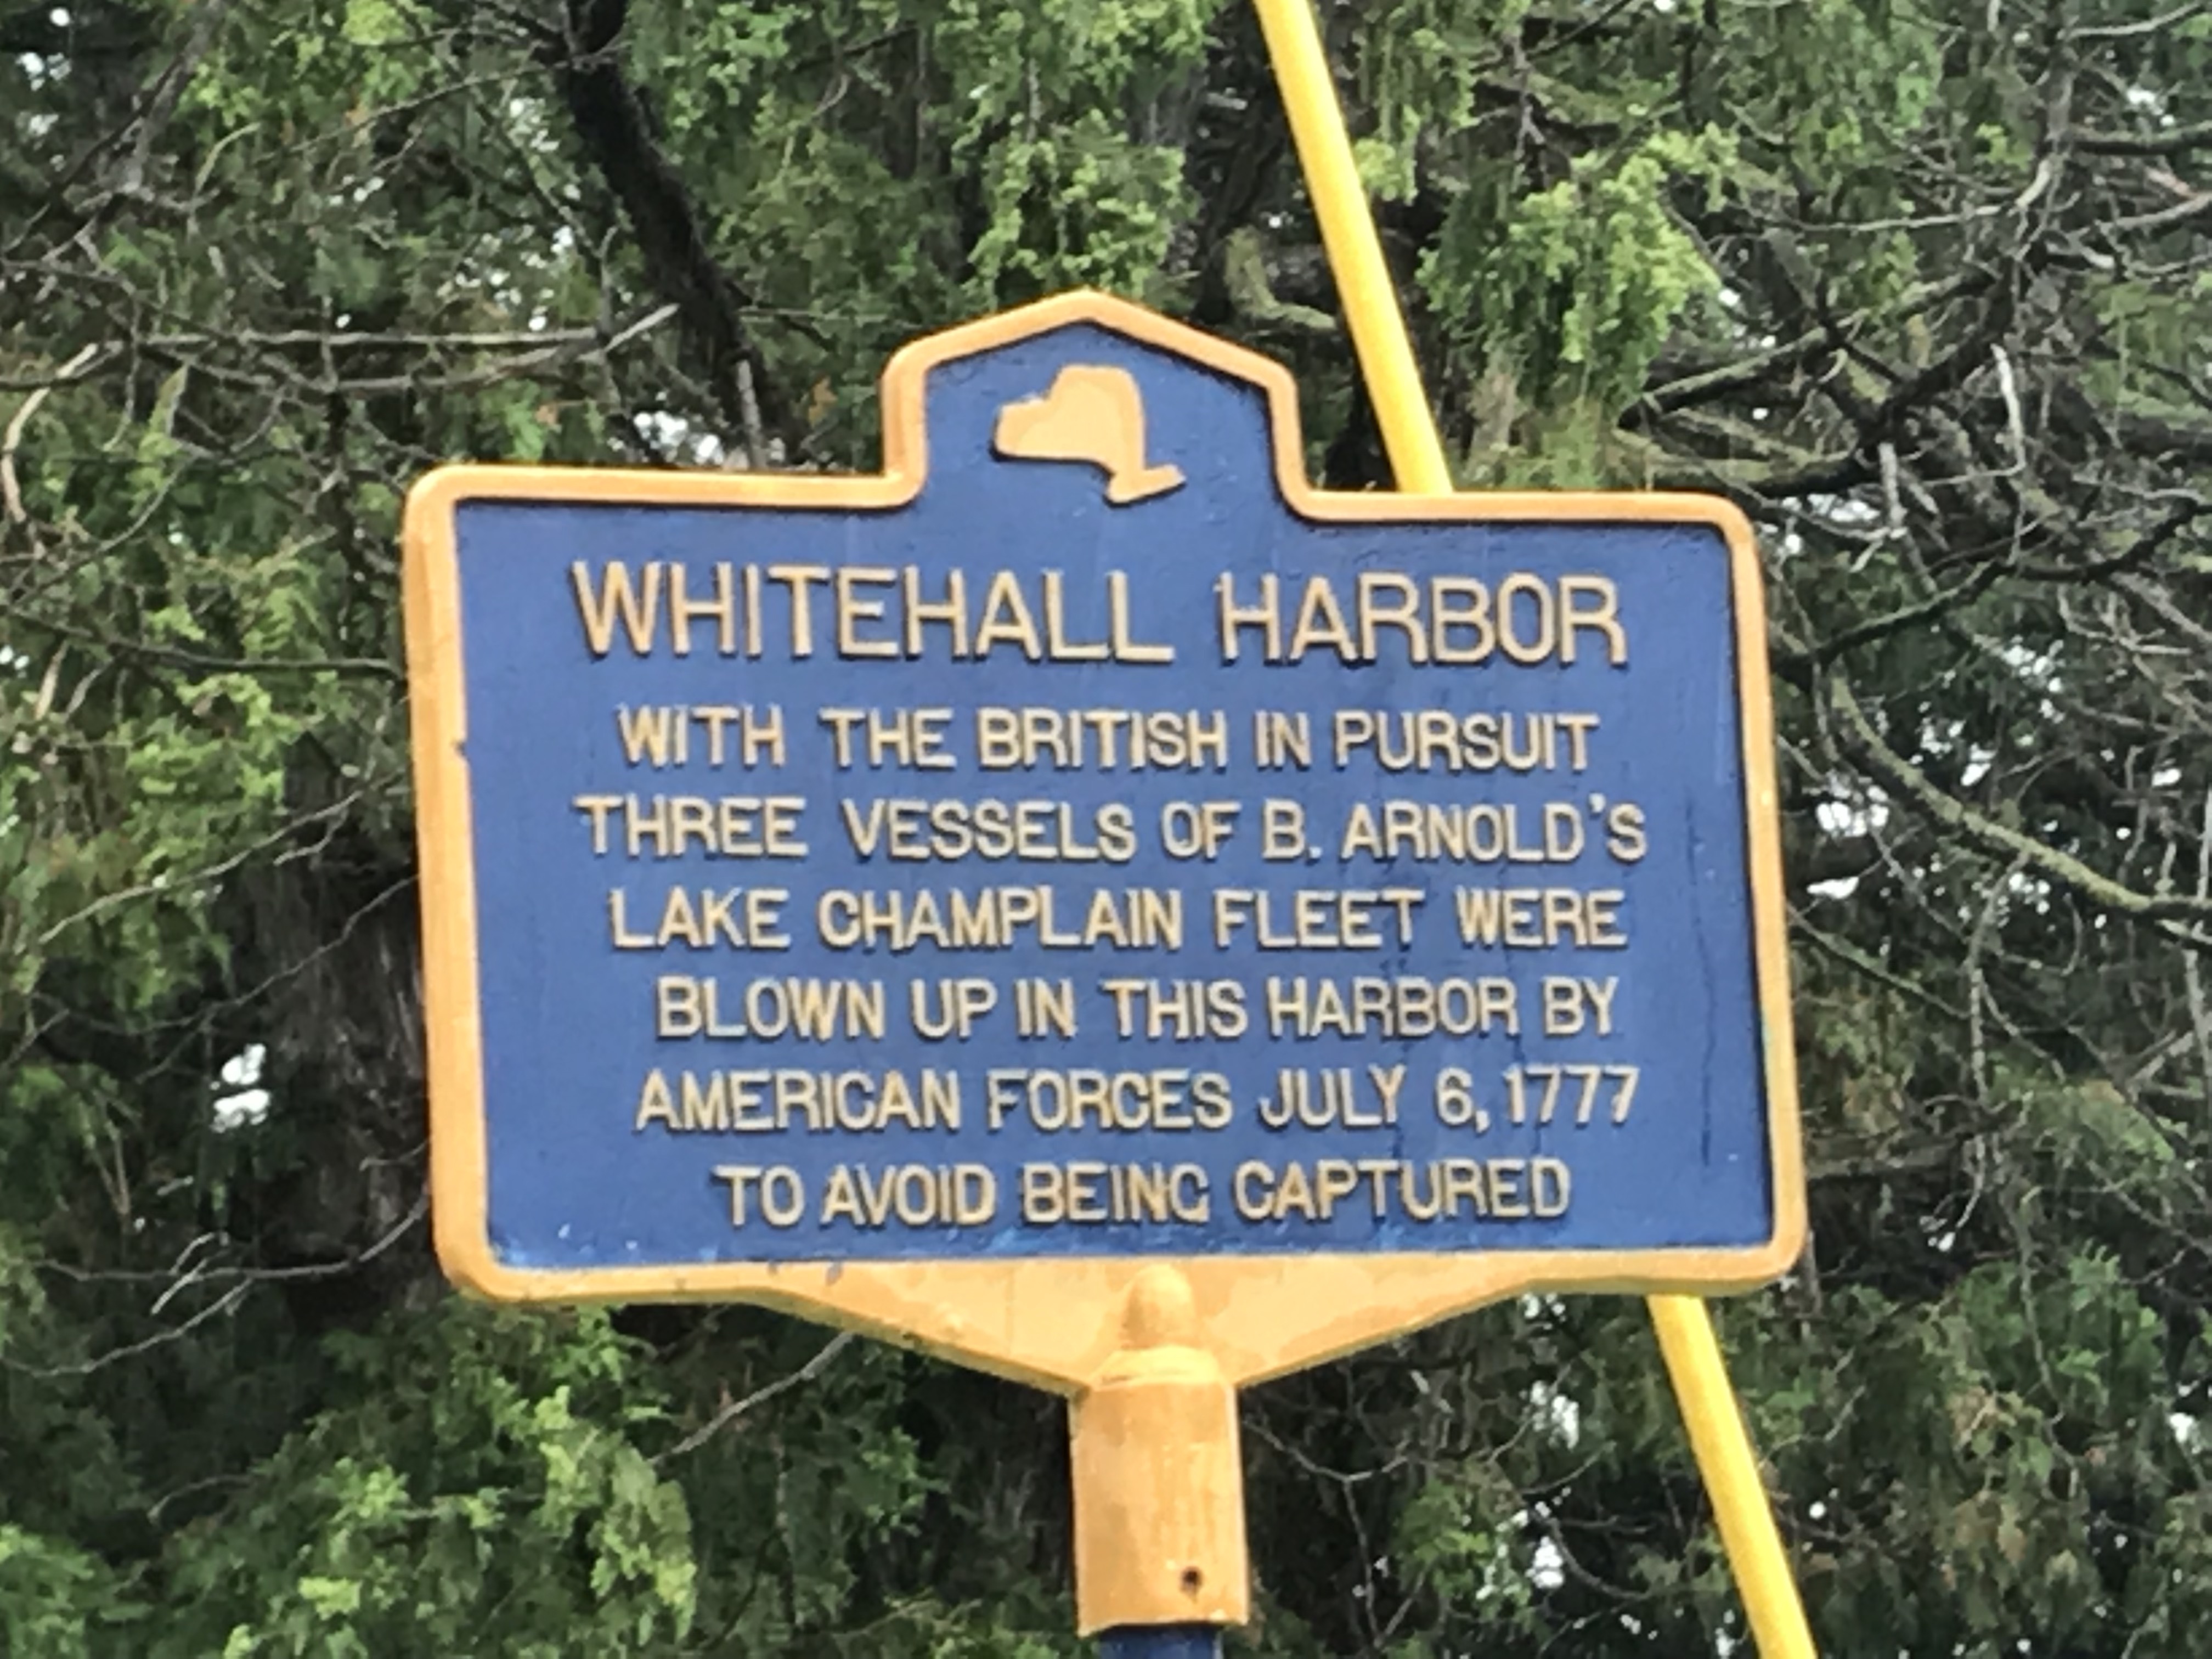 WHITEHALL HARBOR
WITH THE BRITISH IN PURSUIT
THREE VESSELS OF B. ARNOLD'S
LAKE CHAMPLAIN FLEET WERE
BLOWN UP IN THIS HARBOR BY
AMERICAN FORCES JULY 6, 1777
TO AVOID BEING CAPTURED